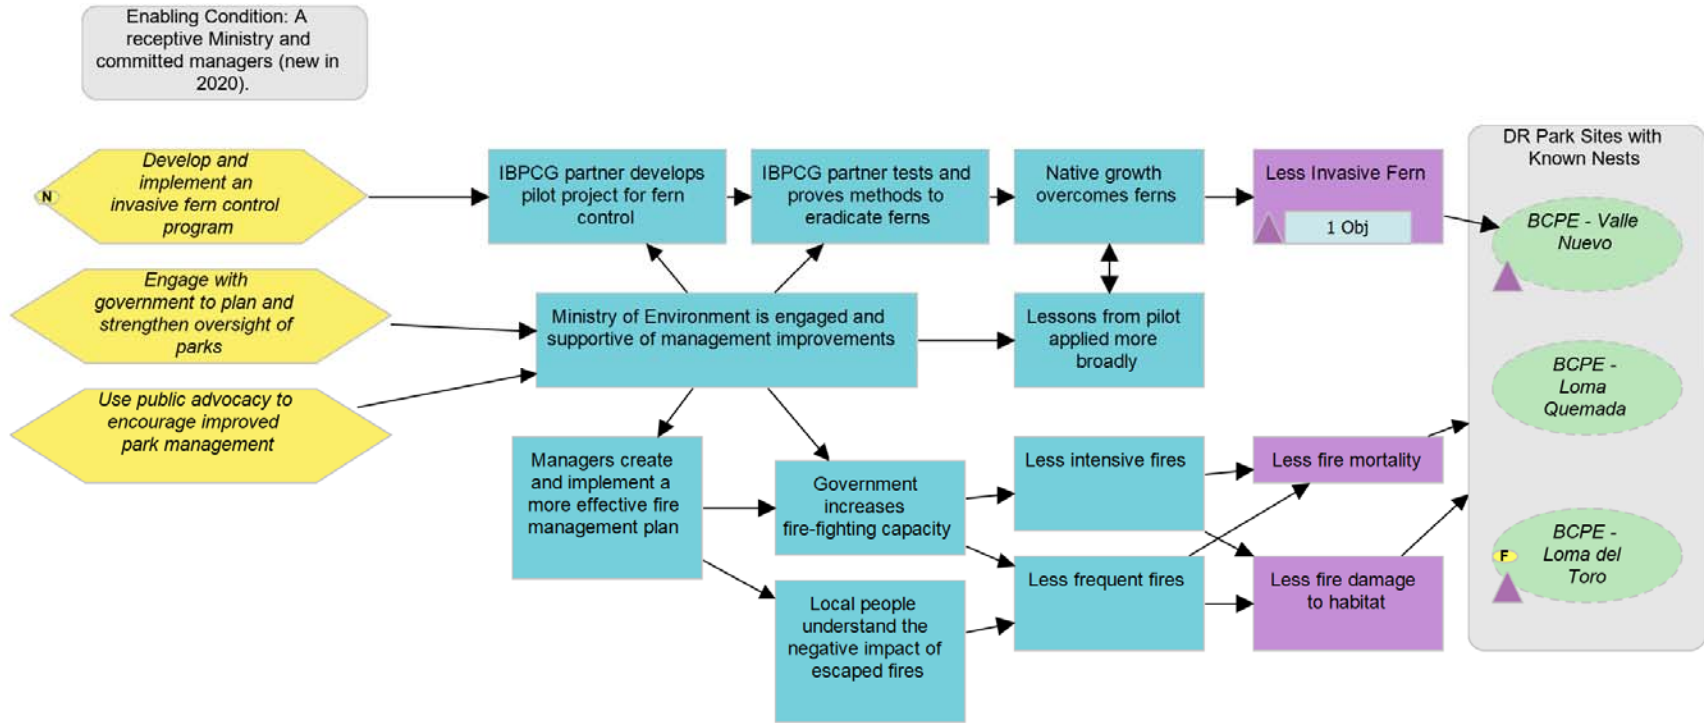 Enabling Condition: A
receptive Ministry and
committed managers (new in
2020).
Develop and
implement an
invasive fern control
program
N
IBPCG partner develops
pilot project for fern
control
IBPCG partner tests and
proves methods to
eradicate ferns
Native growth
overcomes ferns
Less Invasive Fern
1 Obj
DR Park Sites with
Known Nests
BCPE - Valle
Nuevo
Engage with
government to plan and
strengthen oversight of
parks
Ministry of Environment is engaged and
supportive of management improvements
Lessons from pilot
applied more
broadly
BCPE -
Loma
Quemada
Use public advocacy to
encourage improved
park management
Managers create
and implement a
more effective fire
management plan
Government
increases
fire-fighting capacity
Less intensive fires
Less fire mortality
Local people
understand the
negative impact of
escaped fires
Less frequent fires
Less fire damage
to habitat
BCPE -
Loma del
Toro
F